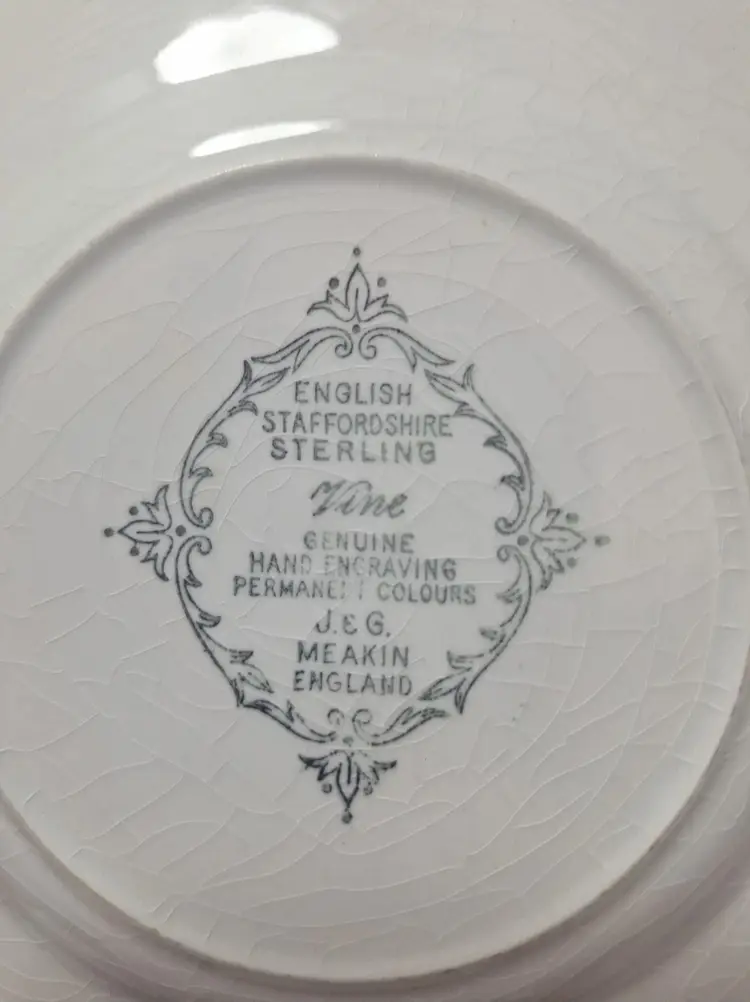 ENGLISH
STAFFORDSHIRE
STERLING
Vine
GENUINE
HAND ENGRAVING
PERMANENT COLOURS
J. & G.
MEAKIN
ENGLAND